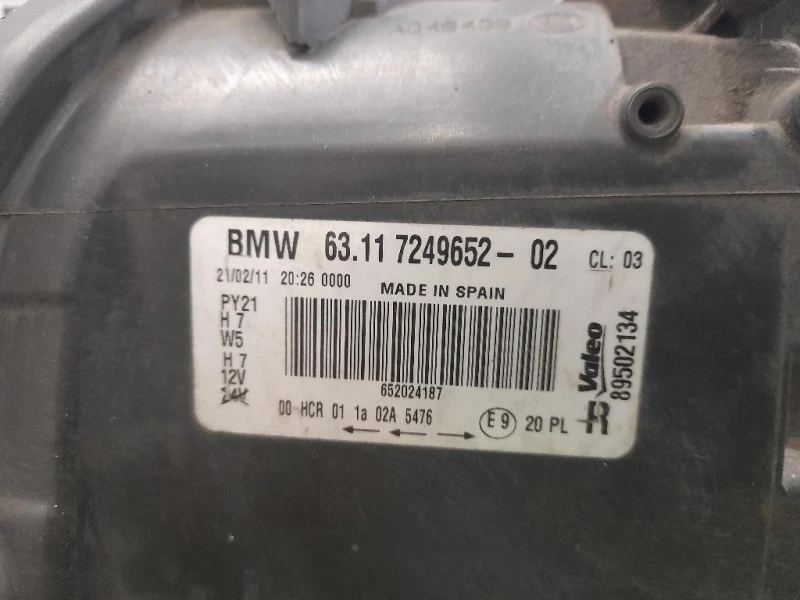 BMW 63.11 7249652-02 CL: 03
21/02/11 20:26 0000
MADE IN SPAIN
PY21
H 7
W5
H 7
12V
24V
652024187
00 HCR 01 1a 02A 5476
E9 20 PL
R
Valeo
89502134